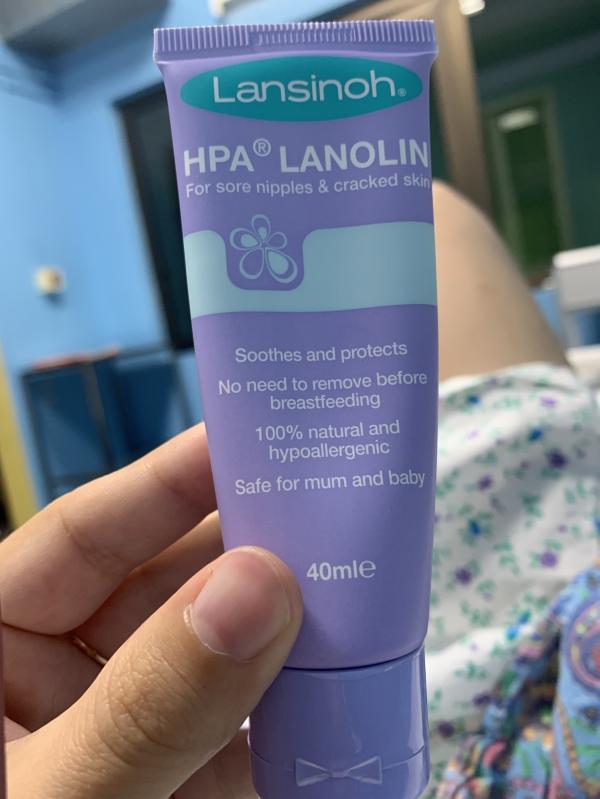 Lansinoh®
HPA® LANOLIN
For sore nipples & cracked skin
Soothes and protects
No need to remove before
breastfeeding
100% natural and
hypoallergenic
Safe for mum and baby
40ml℮